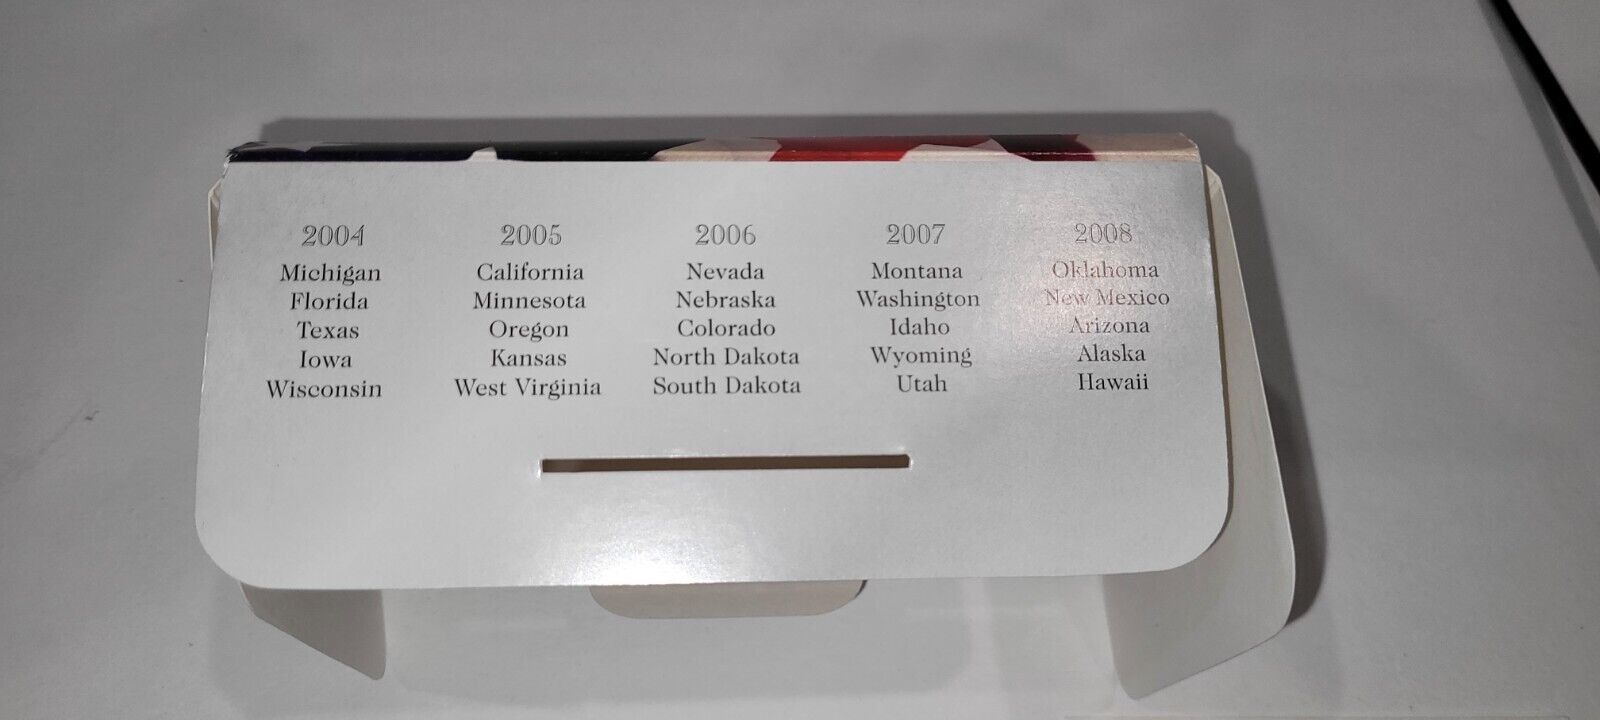 2004
Michigan
Florida
Texas
Iowa
Wisconsin
2005
California
Minnesota
Oregon
Kansas
West Virginia
2006
Nevada
Nebraska
Colorado
North Dakota
South Dakota
2007
Montana
Washington
Idaho
Wyoming
Utah
2008
Oklahoma
New Mexico
Arizona
Alaska
Hawaii